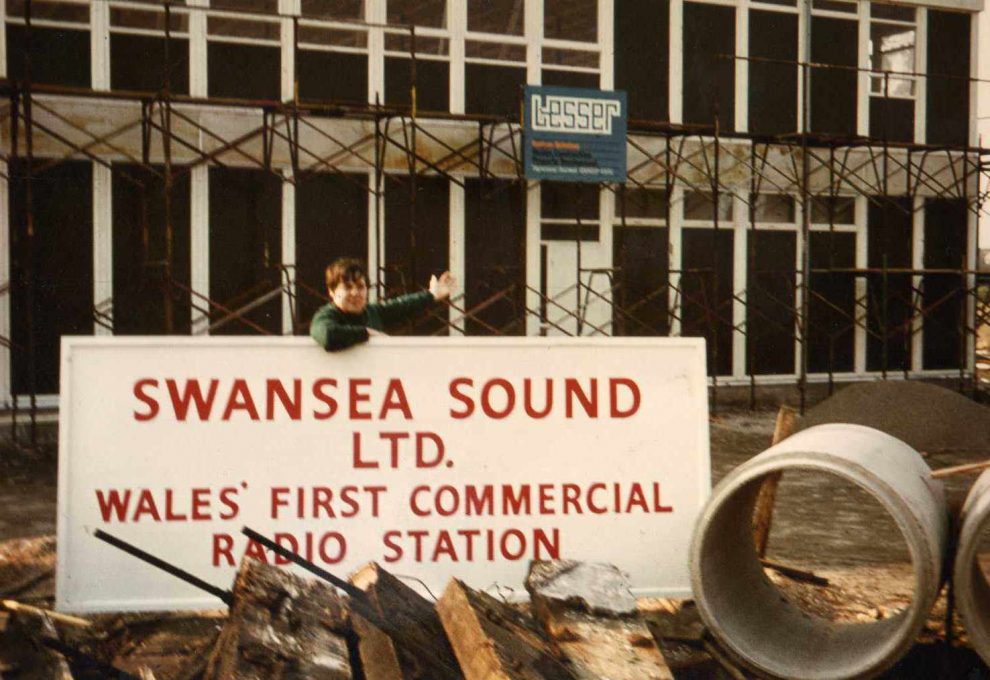 Lesser
SWANSEA SOUND
LTD.
WALES' FIRST COMMERCIAL
RADIO STATION